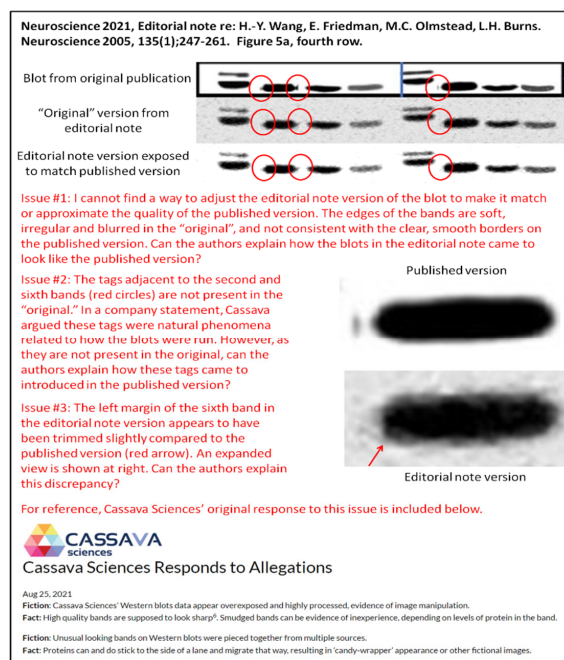 Neuroscience 2021, Editorial note re: H.-Y. Wang, E. Friedman, M.C. Olmstead, L.H. Burns.
Neuroscience 2005, 135(1);247-261.  Figure 5a, fourth row.
Blot from original publication
"Original" version from
editorial note
Editorial note version exposed
to match published version
Issue #1: I cannot find a way to adjust the editorial note version of the blot to make it match
or approximate the quality of the published version. The edges of the bands are soft,
irregular and blurred in the "original", and not consistent with the clear, smooth borders on
the published version. Can the authors explain how the blots in the editorial note came to
look like the published version?
Published version
Issue #2: The tags adjacent to the second and
sixth bands (red circles) are not present in the
"original." In a company statement, Cassava
argued these tags were natural phenomena
related to how the blots were run. However, as
they are not present in the original, can the
authors explain how these tags came to
introduced in the published version?
Issue #3: The left margin of the sixth band in
the editorial note version appears to have
been trimmed slightly compared to the
published version (red arrow). An expanded
view is shown at right. Can the authors explain
this discrepancy?
Editorial note version
For reference, Cassava Sciences' original response to this issue is included below.
CASSAVA
sciences
Cassava Sciences Responds to Allegations
Aug 25, 2021
Fiction: Cassava Sciences' Western blots data appear overexposed and highly processed, evidence of image manipulation.
Fact: High quality bands are supposed to look sharp⁶. Smudged bands can be evidence of inexperience, depending on levels of protein in the band.
Fiction: Unusual looking bands on Western blots were pieced together from multiple sources.
Fact: Proteins can and do stick to the side of a lane and migrate that way, resulting in 'candy-wrapper' appearance or other fictional images.